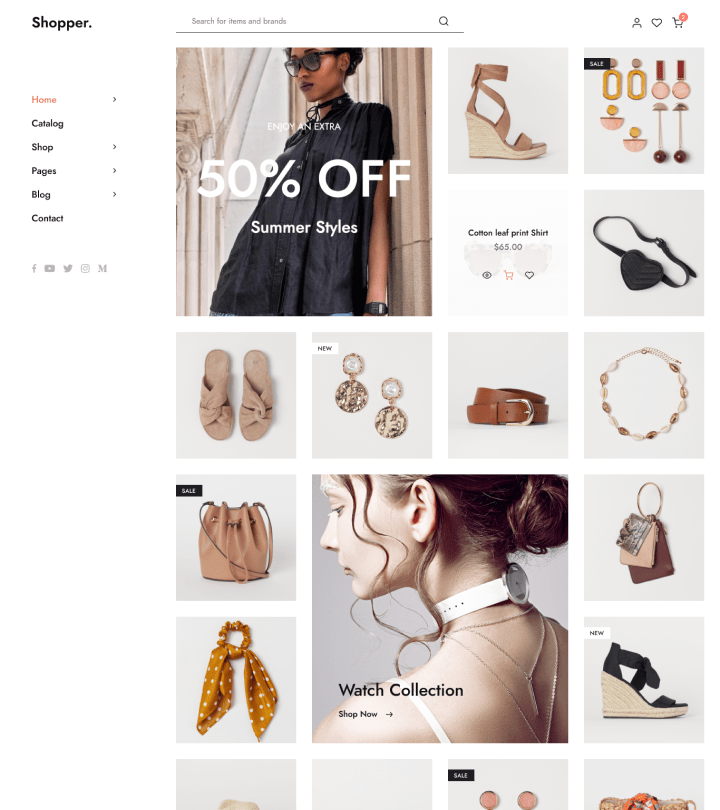 Shopper.
Search for items and brands
2
Home
Catalog
Shop
Pages
Blog
Contact
ENJOY AN EXTRA
50% OFF
Summer Styles
SALE
Cotton leaf print Shirt
$65.00
NEW
SALE
Watch Collection
Shop Now
NEW
SALE